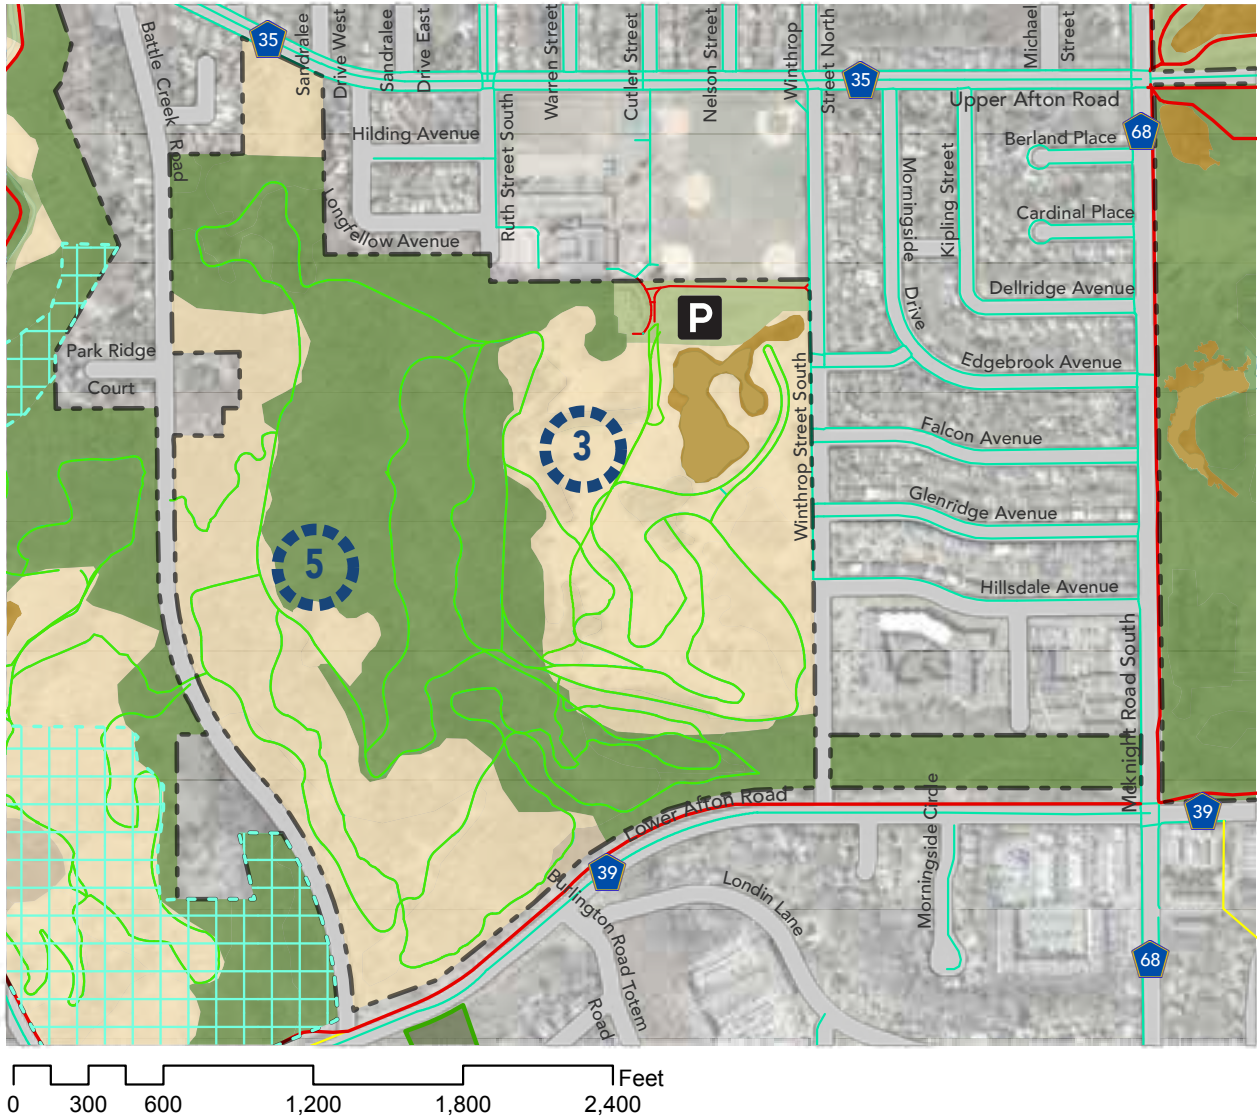 35
Sandralee
Drive West
Sandralee
Drive East
Warren Street
Cutler Street
Nelson Street
Winthrop
Street North
Michael
Street
35
Upper Afton Road
68
Battle Creek Road
Hilding Avenue
Ruth Street South
Longfellow Avenue
Morningside
Drive
Kipling Street
Berland Place
Cardinal Place
Dellridge Avenue
P
Park Ridge
Court
Edgebrook Avenue
3
Falcon Avenue
Winthrop Street South
Glenridge Avenue
5
Hillsdale Avenue
Mcknight Road South
Lower Afton Road
39
39
Morningside Circle
Burlington Road
Totem
Road
Londin Lane
68
Feet
0 300 600 1,200 1,800 2,400